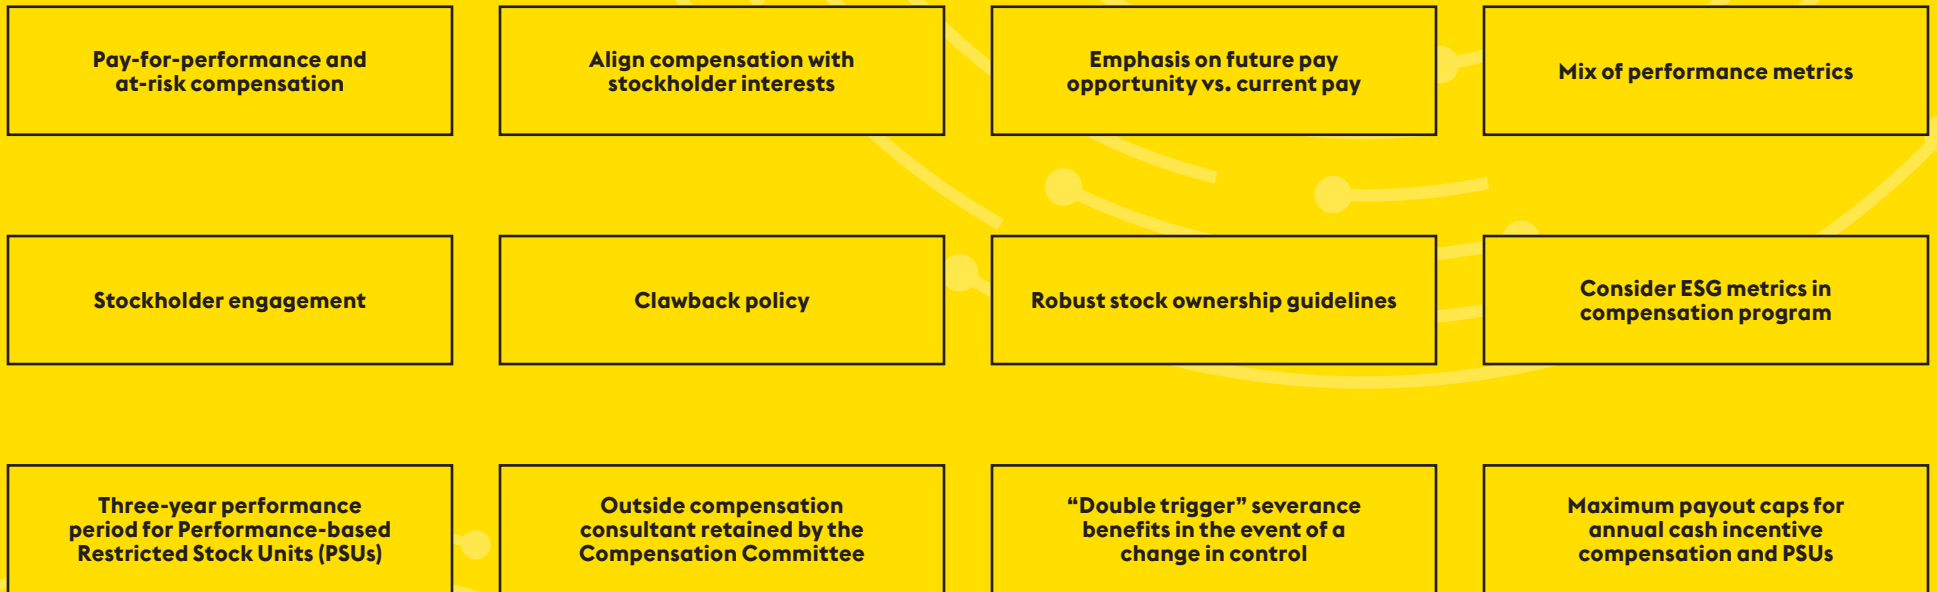 Pay-for-performance and
at-risk compensation
Align compensation with
stockholder interests
Emphasis on future pay
opportunity vs. current pay
Mix of performance metrics
Stockholder engagement
Clawback policy
Robust stock ownership guidelines
Consider ESG metrics in
compensation program
Three-year performance
period for Performance-based
Restricted Stock Units (PSUs)
Outside compensation
consultant retained by the
Compensation Committee
“Double trigger” severance
benefits in the event of a
change in control
Maximum payout caps for
annual cash incentive
compensation and PSUs